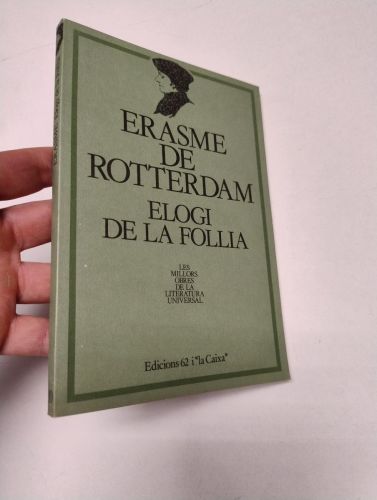 ERASME
DE
ROTTERDAM
ELOGI
DE LA FOLLIA
LES
MILLORS
OBRES
DE LA
LITERATURA
UNIVERSAL
Edicions 62 i "la Caixa"